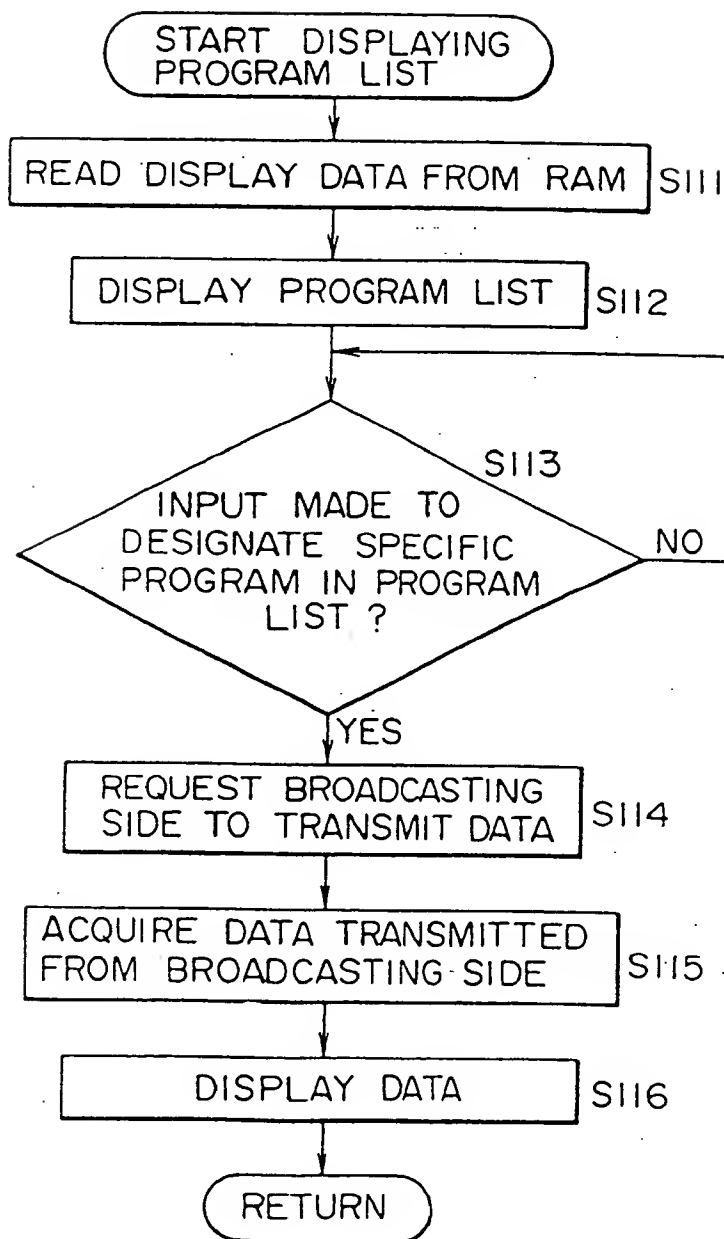 START DISPLAYING
PROGRAM LIST
READ DISPLAY DATA FROM RAM
S111
DISPLAY PROGRAM LIST
S112
S113
INPUT MADE TO
DESIGNATE SPECIFIC
PROGRAM IN PROGRAM
LIST ?
NO
YES
REQUEST BROADCASTING
SIDE TO TRANSMIT DATA
S114
ACQUIRE DATA TRANSMITTED
FROM BROADCASTING SIDE
S115
DISPLAY DATA
S116
RETURN